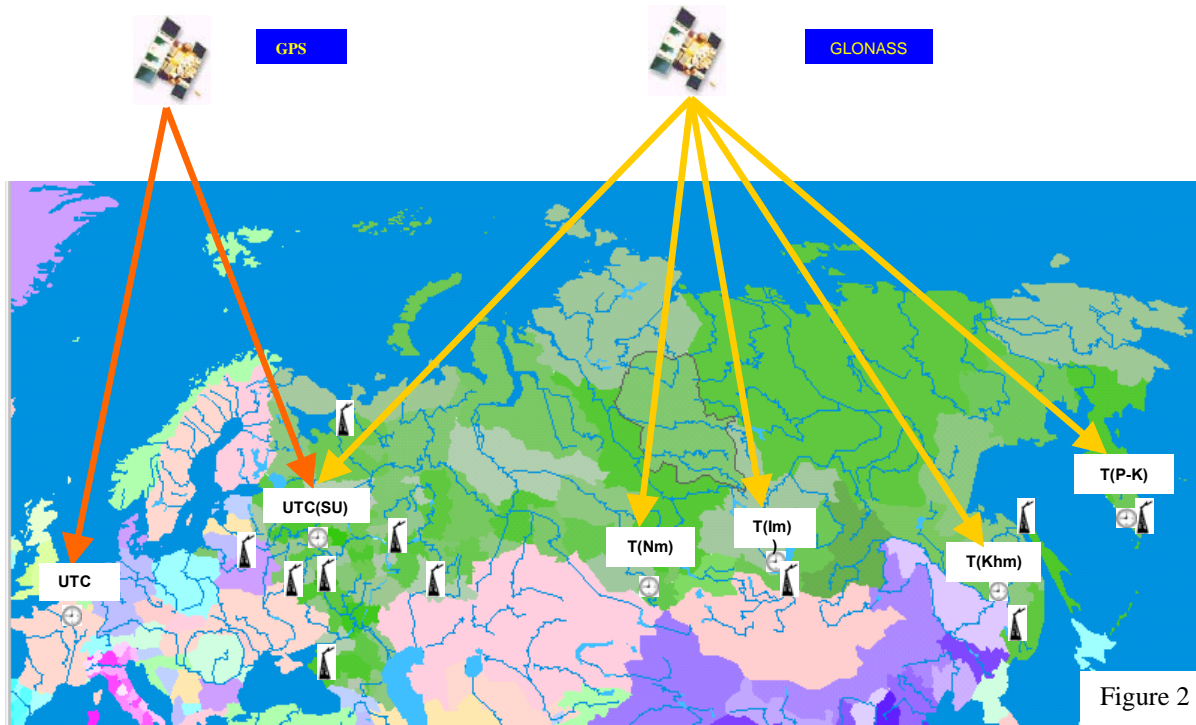 GPS
GLONASS
T(P-K)
UTC(SU)
T(Im)
)
T(Nm)
T(Khm)
UTC
Figure 2